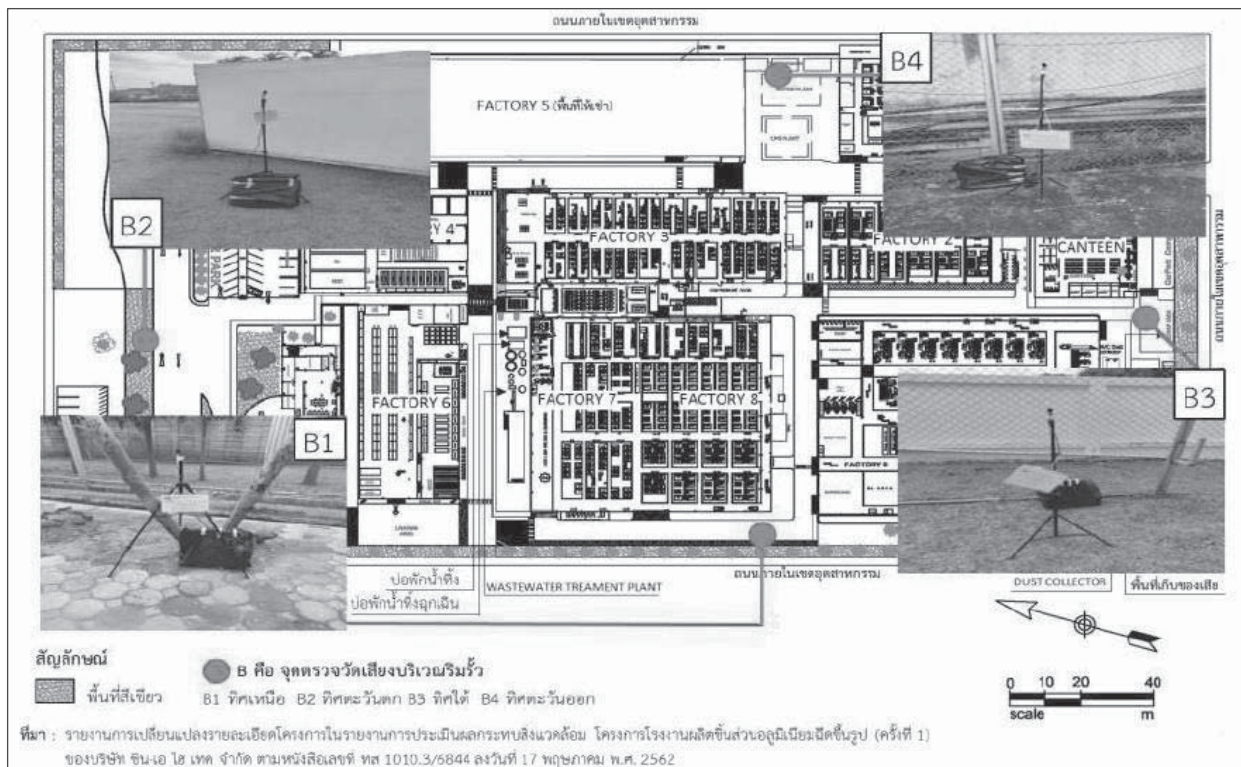 ถนนภายในเขตอุตสาหกรรม
B4
FACTORY 5 (พื้นที่ให้เช่า)
B2
FACTORY 3
FACTORY 2
CANTEEN
B3
B1
FACTORY 6
FACTORY 7
FACTORY 8
FACTORY 9
LOADING AREA
บ่อพักน้ำทิ้ง
WASTEWATER TREAMENT PLANT
ถนนภายในเขตอุตสาหกรรม
บ่อพักน้ำทิ้งฉุกเฉิน
DUST COLLECTOR
พื้นที่เก็บของเสีย
สัญลักษณ์
พื้นที่สีเขียว
B คือ จุดตรวจวัดเสียงบริเวณริมรั้ว
B1 ทิศเหนือ B2 ทิศตะวันตก B3 ทิศใต้ B4 ทิศตะวันออก
0 10 20 40
scale m
ที่มา : รายงานการเปลี่ยนแปลงรายละเอียดโครงการในรายงานการประเมินผลกระทบสิ่งแวดล้อม โครงการโรงงานผลิตชิ้นส่วนอลูมิเนียมฉีดขึ้นรูป (ครั้งที่ 1)
ของบริษัท ซิน-เอ ไฮ เทค จำกัด ตามหนังสือเลขที่ ทส 1010.3/6844 ลงวันที่ 17 พฤษภาคม พ.ศ. 2562